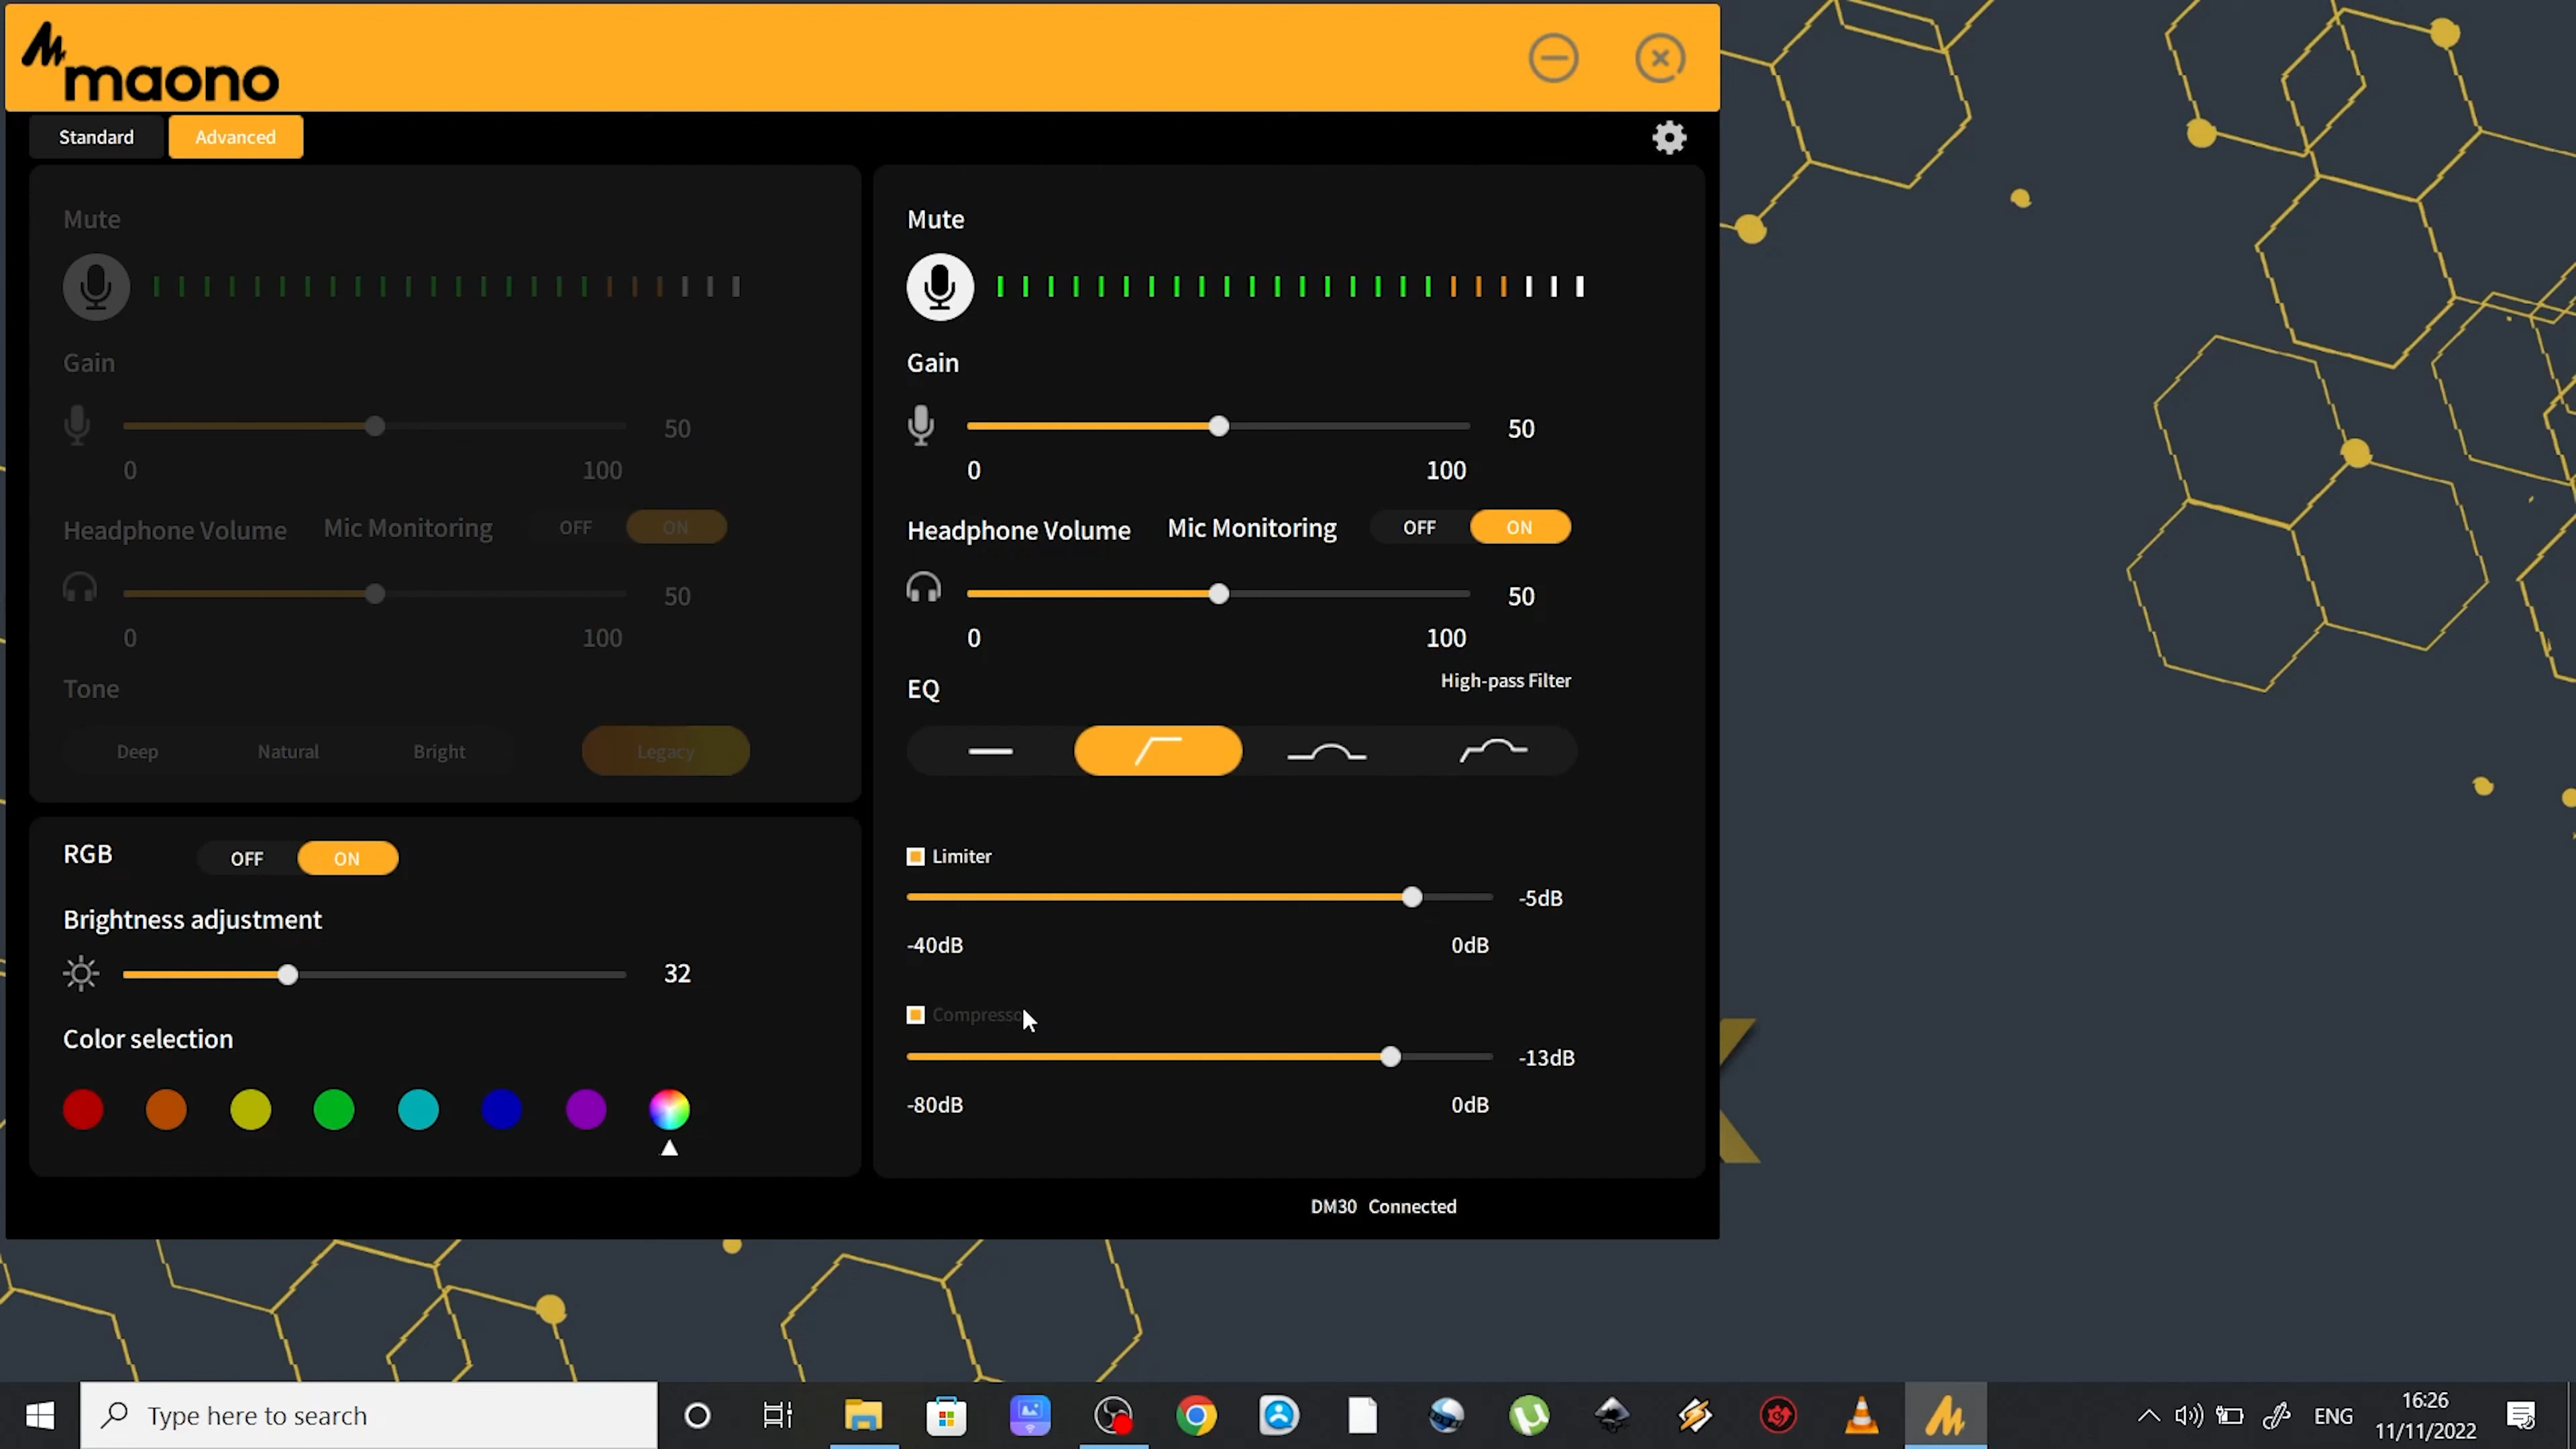 maono
Standard
Advanced
Mute
Gain
50
0
100
Headphone Volume
Mic Monitoring
OFF
ON
50
0
100
Tone
Deep
Natural
Bright
Legacy
RGB
OFF
ON
Brightness adjustment
32
Color selection
Mute
Gain
50
0
100
Headphone Volume
Mic Monitoring
OFF
ON
50
0
100
EQ
High-pass Filter
Limiter
-5dB
-40dB
0dB
Compresso
-13dB
-80dB
0dB
DM30 Connected
Type here to search
ENG
16:26
11/11/2022